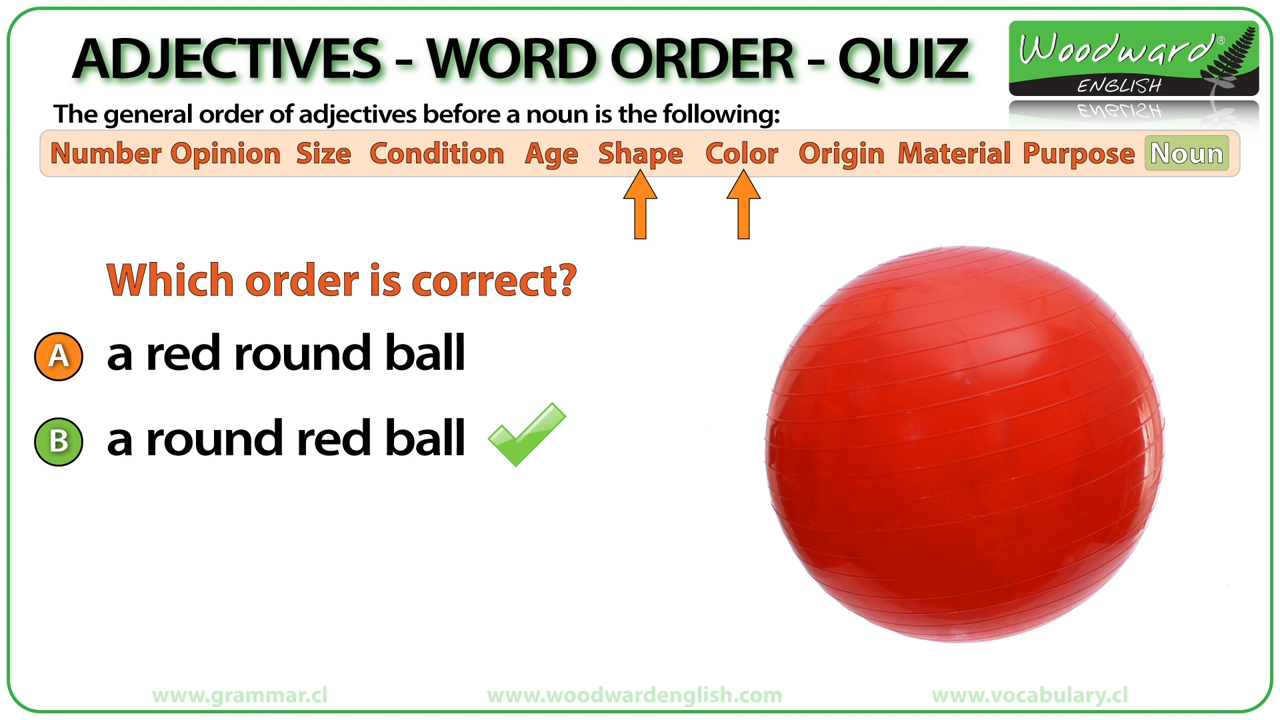 ADJECTIVES - WORD ORDER - QUIZ
Woodward®
ENGLISH
The general order of adjectives before a noun is the following:
Number Opinion Size Condition Age Shape Color Origin Material Purpose Noun
Which order is correct?
A a red round ball
B a round red ball
www.grammar.cl www.woodwardenglish.com www.vocabulary.cl